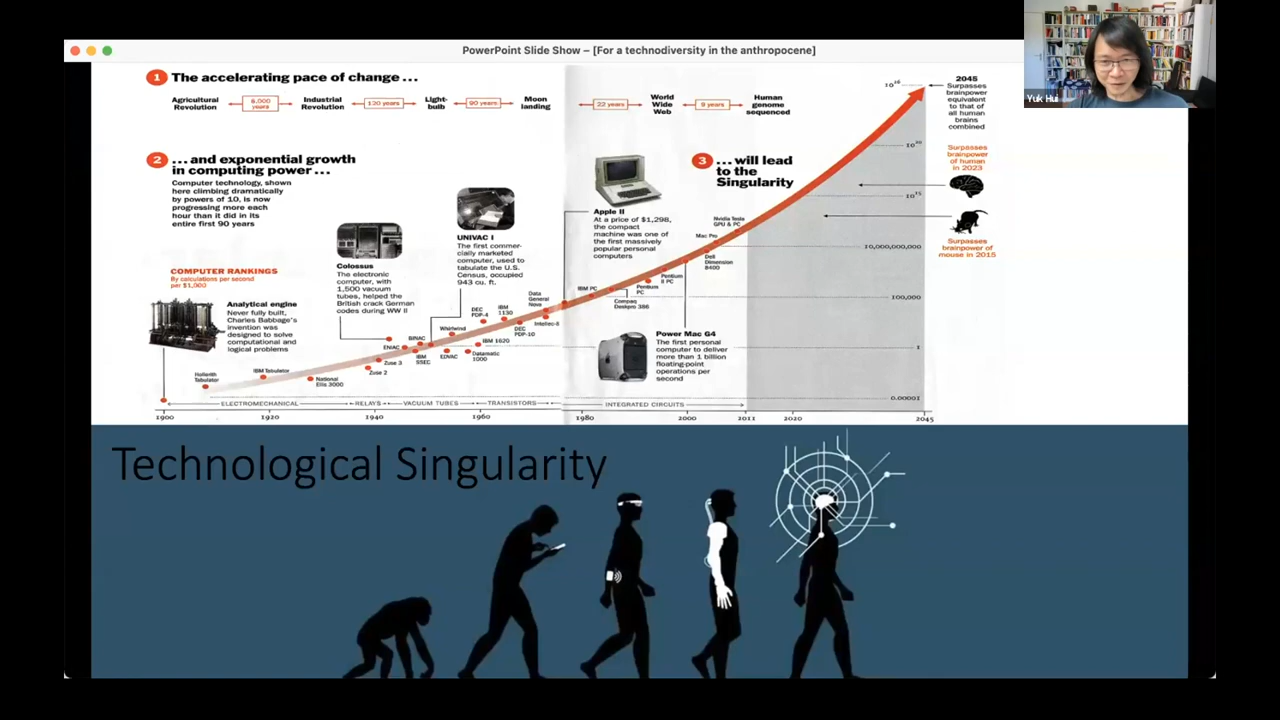 PowerPoint Slide Show – [For a technodiversity in the anthropocene]
Yuk Hui
1 The accelerating pace of change ...
Agricultural
Revolution
8,000
years
Industrial
Revolution
120 years
Light-
bulb
90 years
Moon
landing
22 years
World
Wide
Web
9 years
Human
genome
sequenced
2 ... and exponential growth
in computing power ...
Computer technology, shown
here climbing dramatically
by powers of 10, is now
progressing more each
hour than it did in its
entire first 90 years
COMPUTER RANKINGS
By calculations per second
per $1,000
Analytical engine
Never fully built,
Charles Babbage's
invention was
designed to solve
computational and
logical problems
Colossus
The electronic
computer, with
1,500 vacuum
tubes, helped the
British crack German
codes during WW II
UNIVAC I
The first commer-
cially marketed
computer, used to
tabulate the U.S.
Census, occupied
943 cu. ft.
Apple II
At a price of $1,298,
the compact
machine was one of
the first massively
popular personal
computers
Power Mac G4
The first personal
computer to deliver
more than 1 billion
floating-point
operations per
second
3 ... will lead
to the
Singularity
2045
Surpasses
brainpower
equivalent
to that of
all human
brains
combined
Surpasses
brainpower
of human
in 2023
Surpasses
brainpower of
mouse in 2015
10,000,000,000
100,000
1
0.00001
Hollerith
Tabulator
IBM Tabulator
National
Ellis 3000
Zuse 2
Zuse 3
ENIAC
BINAC
IBM
SSEC
Whirlwind
EDVAC
Datamatic
1000
IBM 1620
DEC
PDP-4
IBM
1130
DEC
PDP-10
Data
General
Nova
Intellec-8
IBM PC
Compaq
Deskpro 386
Pentium
PC
Pentium
II PC
Mac Pro
Dell
Dimension
8400
Nvidia Tesla
GPU & PC
ELECTROMECHANICAL
RELAYS
VACUUM TUBES
TRANSISTORS
INTEGRATED CIRCUITS
1900
1920
1940
1960
1980
2000
2011
2020
2045
Technological Singularity